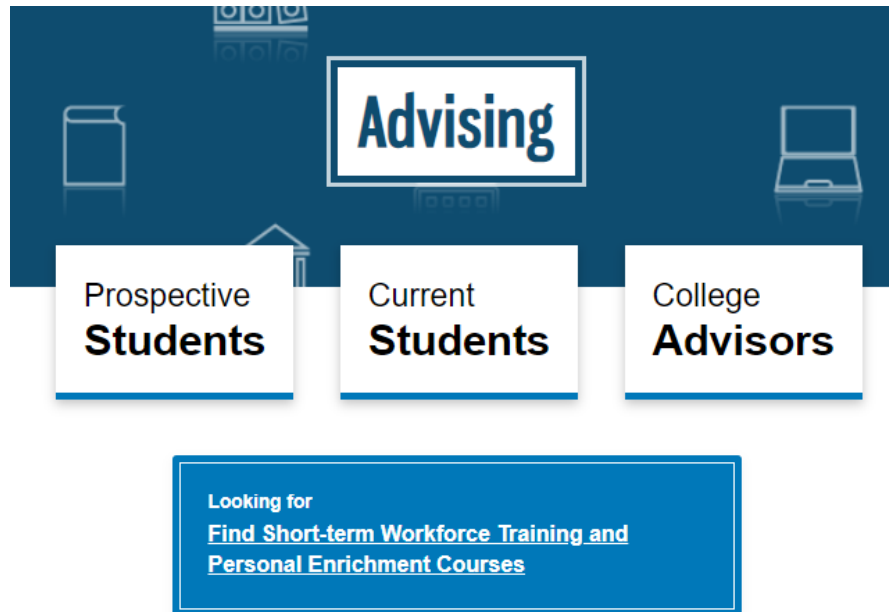 Advising
Prospective
Students
Current
Students
College
Advisors
Looking for
Find Short-term Workforce Training and
Personal Enrichment Courses